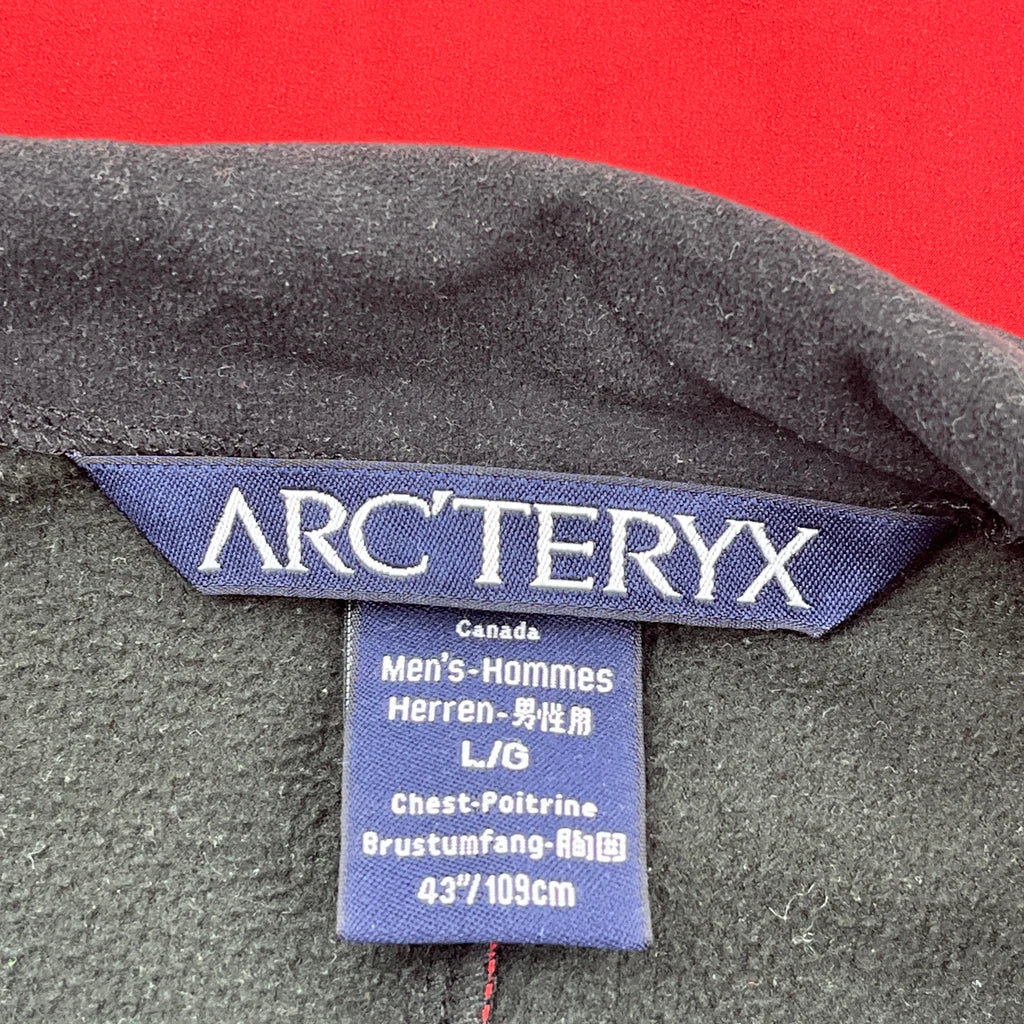 ARC'TERYX
Canada
Men's-Hommes
Herren-男性用
L/G
Chest-Poitrine
Brustumfang-胸囲
43"/109cm